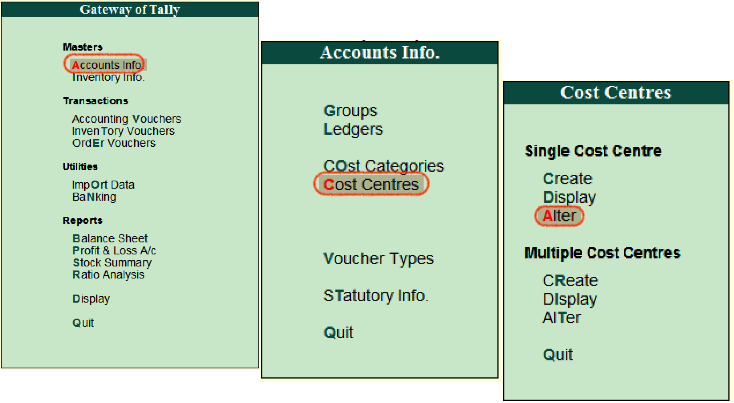 Gateway of Tally
Masters
Accounts Info.
Inventory Info.
Transactions
Accounting Vouchers
InvenTory Vouchers
OrdEr Vouchers
Utilities
ImpOrt Data
BaNking
Reports
Balance Sheet
Profit & Loss A/c
Stock Summary
Ratio Analysis
Display
Quit
Accounts Info.
Groups
Ledgers
COst Categories
Cost Centres
Voucher Types
STatutory Info.
Quit
Cost Centres
Single Cost Centre
Create
Display
Alter
Multiple Cost Centres
CReate
DIsplay
AlTer
Quit